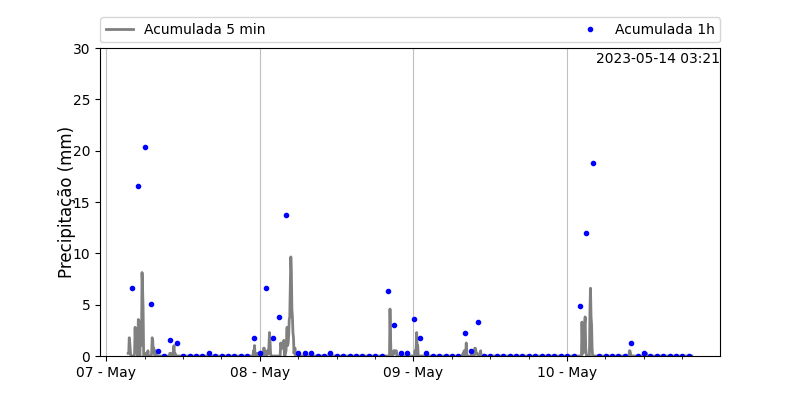 Acumulada 5 min
Acumulada 1h
2023-05-14 03:21
Precipitação (mm)
30
25
20
15
10
5
0
07 - May
08 - May
09 - May
10 - May